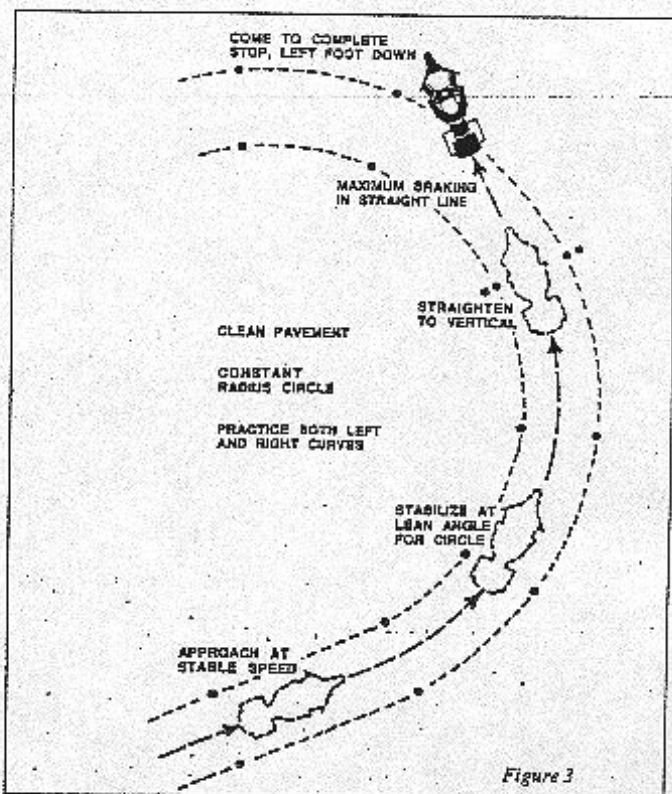 COME TO COMPLETE
STOP, LEFT FOOT DOWN
MAXIMUM BRAKING
IN STRAIGHT LINE
STRAIGHTEN
TO VERTICAL
CLEAN PAVEMENT
CONSTANT
RADIUS CIRCLE
PRACTICE BOTH LEFT
AND RIGHT CURVES
STABILIZE AT
LEAN ANGLE
FOR CIRCLE
APPROACH AT
STABLE SPEED
Figure 3